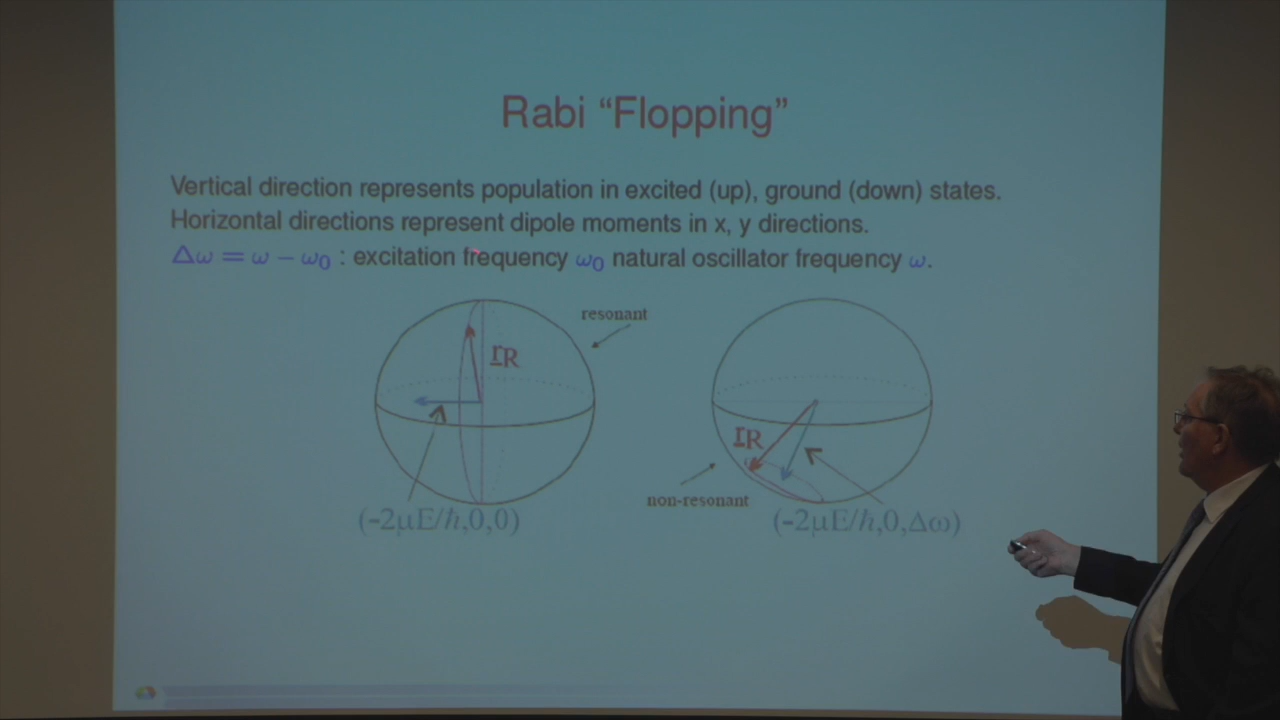 Rabi “Flopping”
Vertical direction represents population in excited (up), ground (down) states.
Horizontal directions represent dipole moments in x, y directions.
Δω = ω − ω₀ : excitation frequency ω₀ natural oscillator frequency ω.
resonant
rR
rR
non-resonant
(-2μE/ħ,0,0)
(-2μE/ħ,0,Δω)